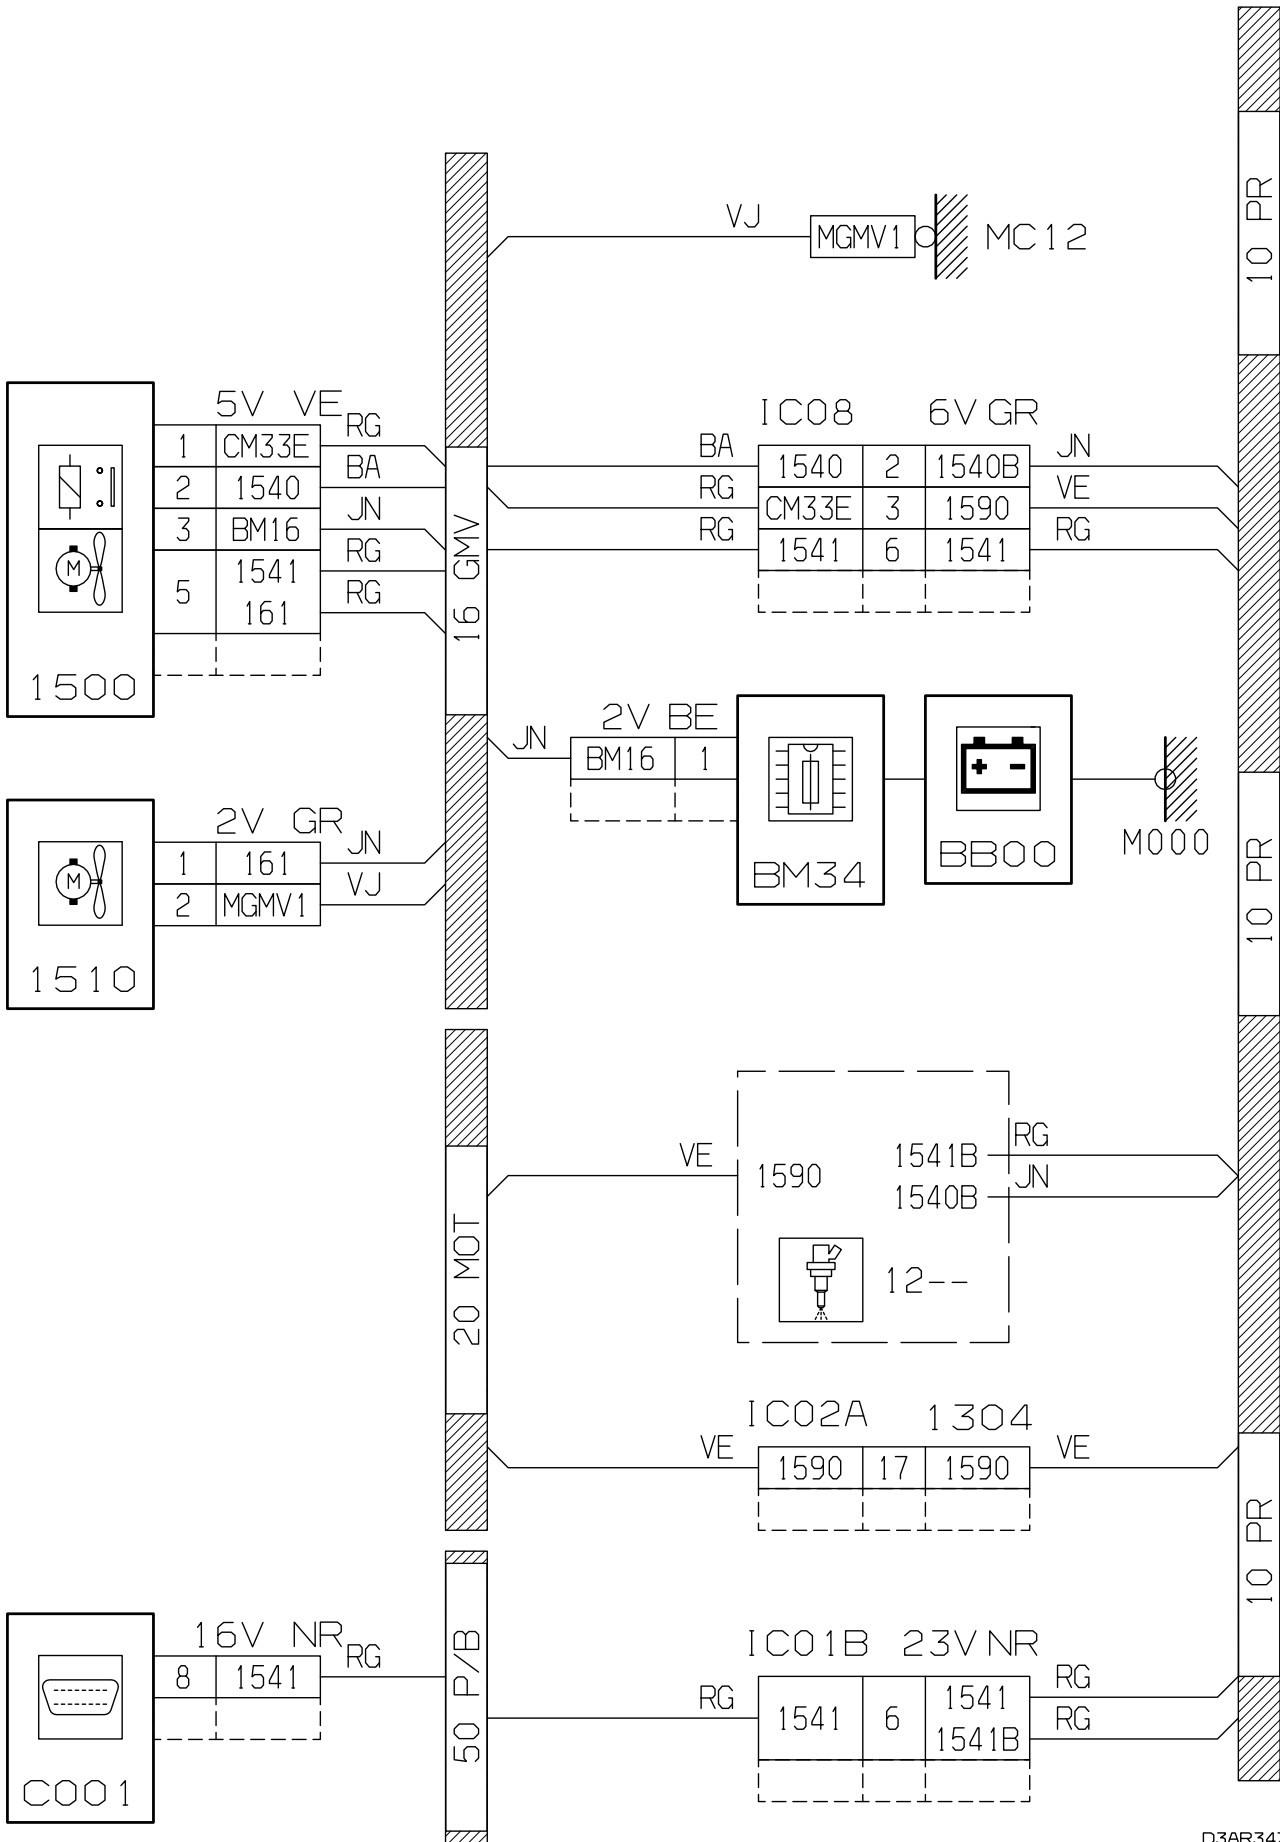 10 PR
VJ
MGMV1 MC12
5V VE
1 CM33E RG
2 1540 BA
3 BM16 JN
5 1541 RG
161 RG
1500
16 GMV
IC08 6V GR
BA 1540 2 1540B JN
RG CM33E 3 1590 VE
RG 1541 6 1541 RG
JN
2V BE
BM16 1
BM34
BB00
M000
10 PR
2V GR
1 161 JN
2 MGMV1 VJ
1510
20 MOT
VE 1590
1541B RG
1540B JN
12--
IC02A 1304
VE 1590 17 1590 VE
10 PR
16V NR
8 1541 RG
C001
50 P/B
IC01B 23V NR
RG 1541 6 1541 RG
1541B RG